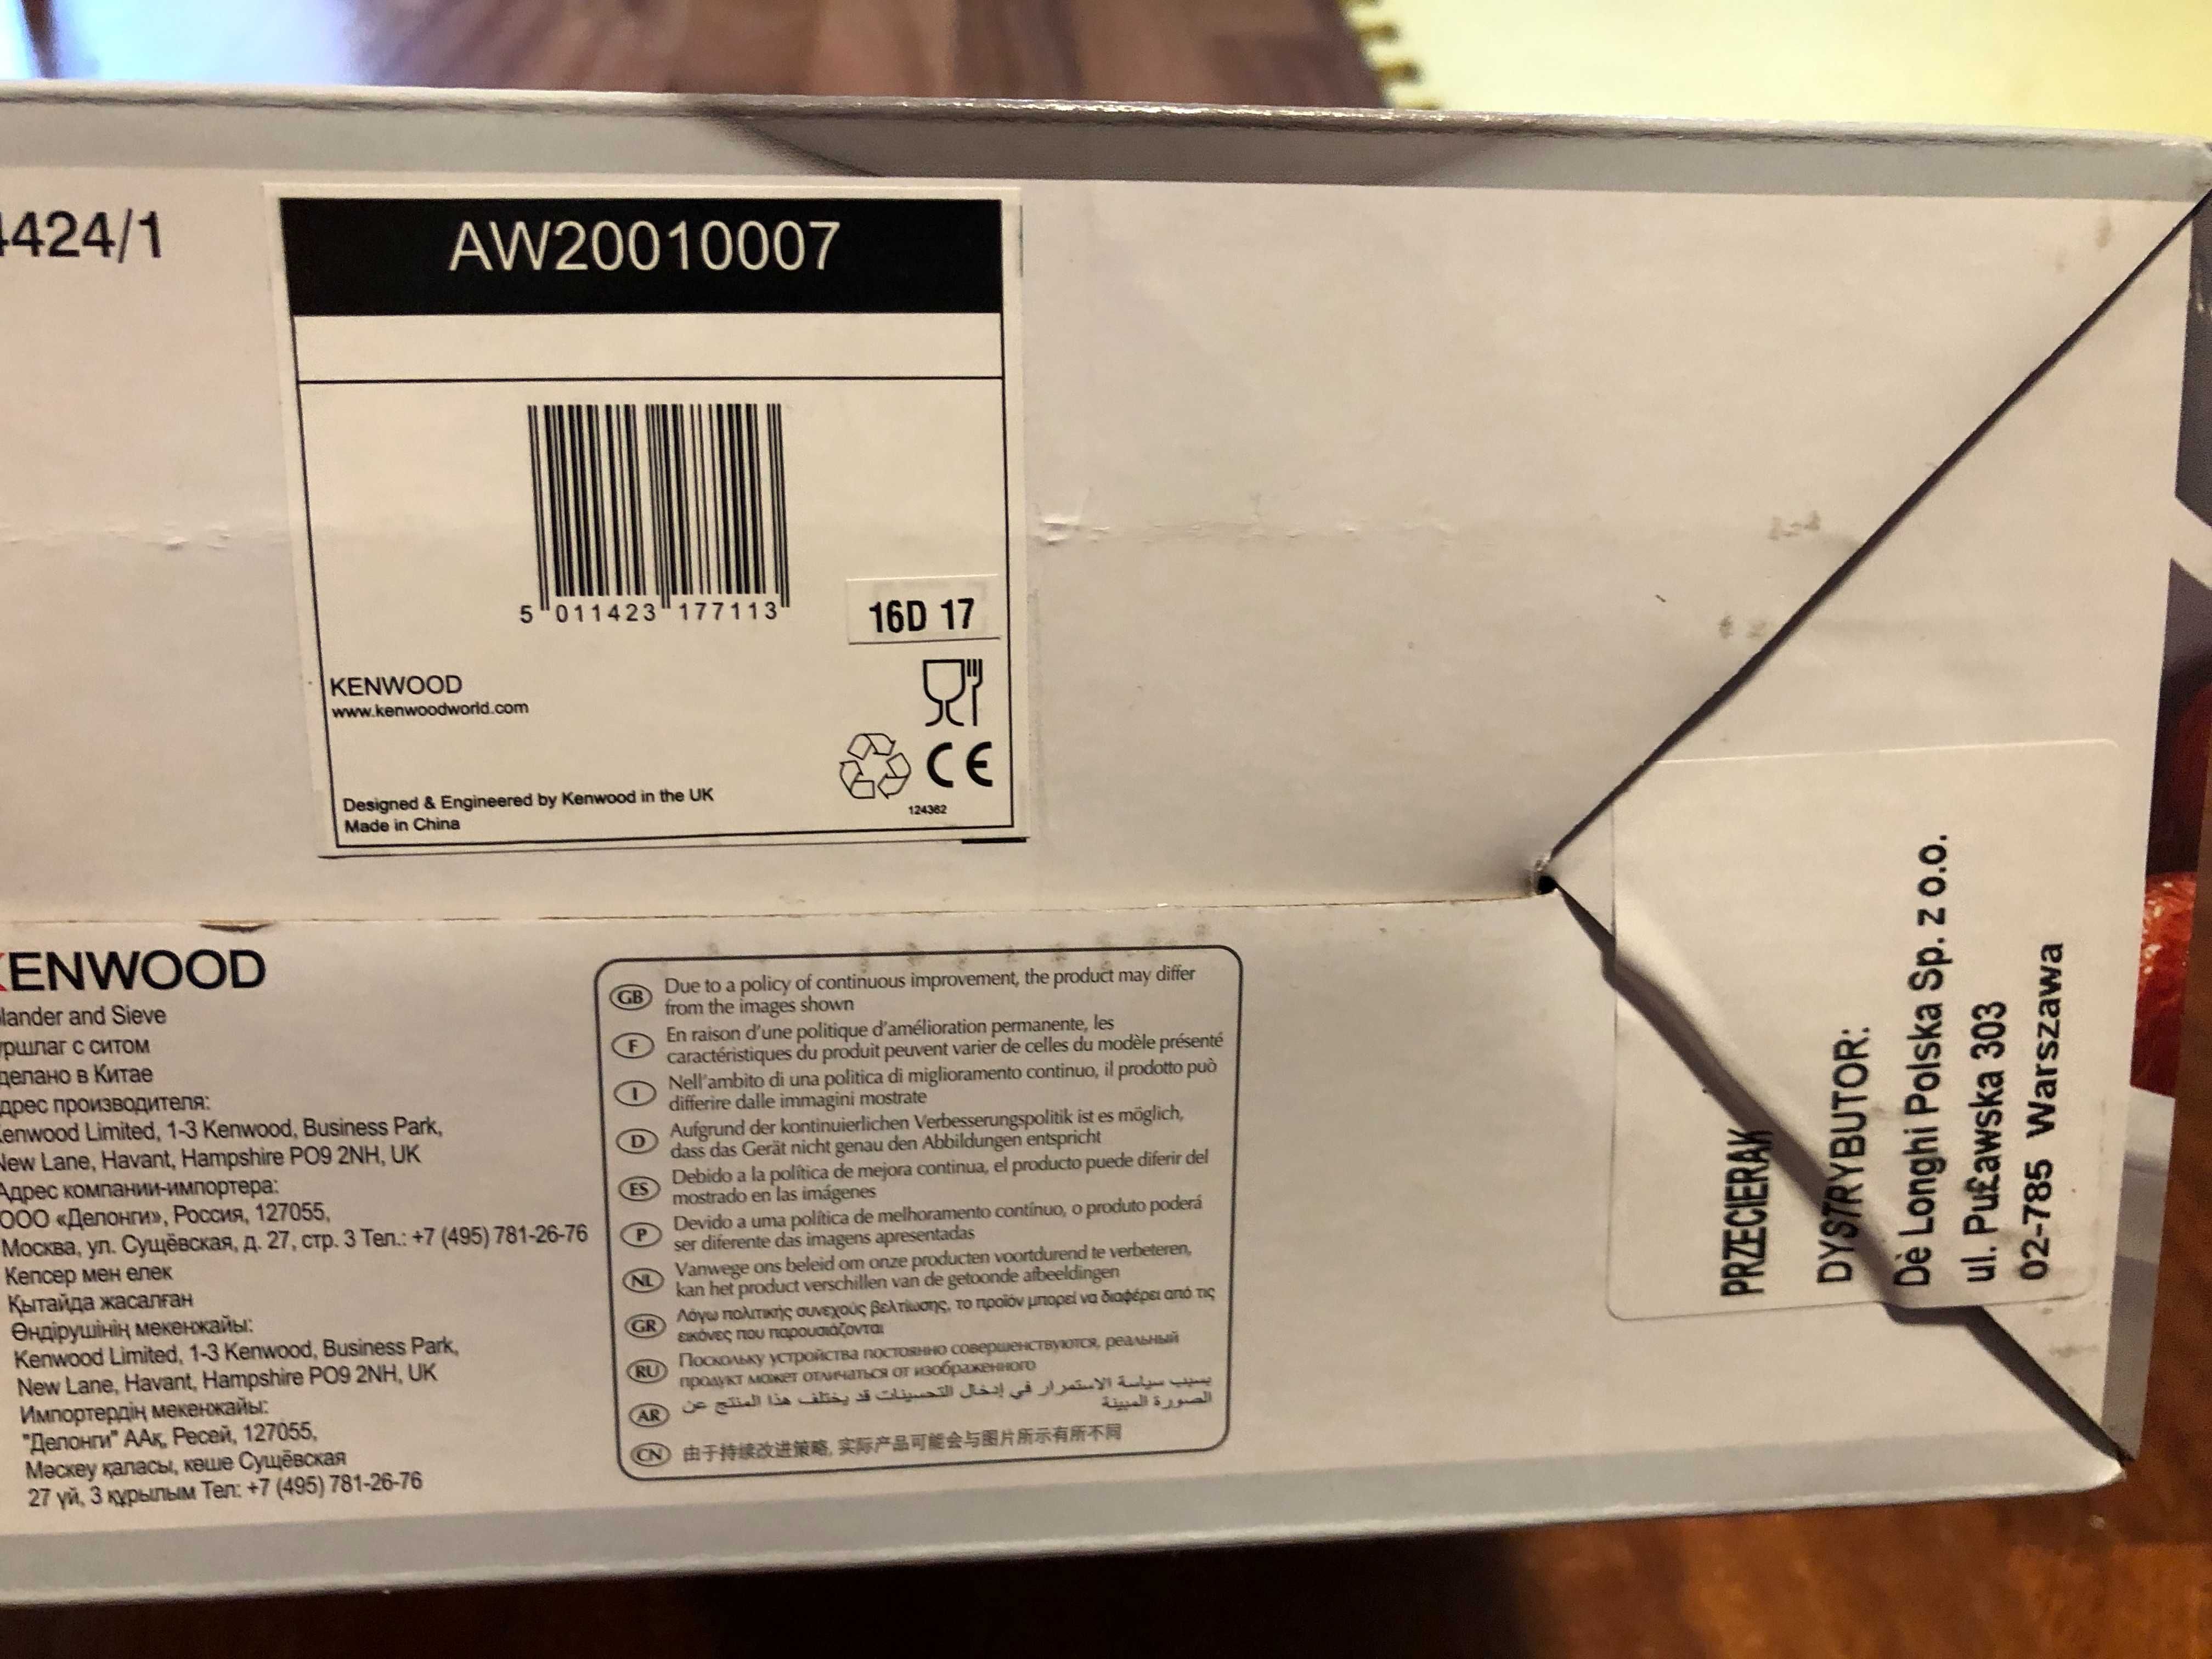 4424/1
AW20010007
5 011423 177113
16D 17
KENWOOD
www.kenwoodworld.com
CE
Designed & Engineered by Kenwood in the UK
Made in China
124362
KENWOOD
lander and Sieve
уршлаг с ситом
делано в Китае
дрес производителя:
Kenwood Limited, 1-3 Kenwood, Business Park,
New Lane, Havant, Hampshire PO9 2NH, UK
Адрес компании-импортера:
ООО «Делонги», Россия, 127055,
Москва, ул. Сущёвская, д. 27, стр. 3 Тел.: +7 (495) 781-26-76
Кепсер мен елек
Қытайда жасалған
Өндірушінің мекенжайы:
Kenwood Limited, 1-3 Kenwood, Business Park,
New Lane, Havant, Hampshire PO9 2NH, UK
Импортердің мекенжайы:
"Делонги" ААқ, Ресей, 127055,
Мәскеу қаласы, көше Сущёвская
27 үй, 3 құрылым Тел: +7 (495) 781-26-76
GB Due to a policy of continuous improvement, the product may differ
from the images shown
F En raison d'une politique d'amélioration permanente, les
caractéristiques du produit peuvent varier de celles du modèle présenté
I Nell'ambito di una politica di miglioramento continuo, il prodotto può
differire dalle immagini mostrate
D Aufgrund der kontinuierlichen Verbesserungspolitik ist es möglich,
dass das Gerät nicht genau den Abbildungen entspricht
ES Debido a la política de mejora continua, el producto puede diferir del
mostrado en las imágenes
P Devido a uma política de melhoramento contínuo, o produto poderá
ser diferente das imagens apresentadas
NL Vanwege ons beleid om onze producten voortdurend te verbeteren,
kan het product verschillen van de getoonde afbeeldingen
GR Λόγω πολιτικής συνεχούς βελτίωσης, το προϊόν μπορεί να διαφέρει από τις
εικόνες που παρουσιάζονται
RU Поскольку устройства постоянно совершенствуются, реальный
продукт может отличаться от изображенного
AR بسبب سياسة الاستمرار في إدخال التحسينات قد يختلف هذا المنتج عن
الصورة المبينة
CN 由于持续改进策略, 实际产品可能会与图片所示有所不同
PRZECIERAK
DYSTRYBUTOR:
Dè Longhi Polska Sp. z o.o.
ul. Pu£awska 303
02-785 Warszawa